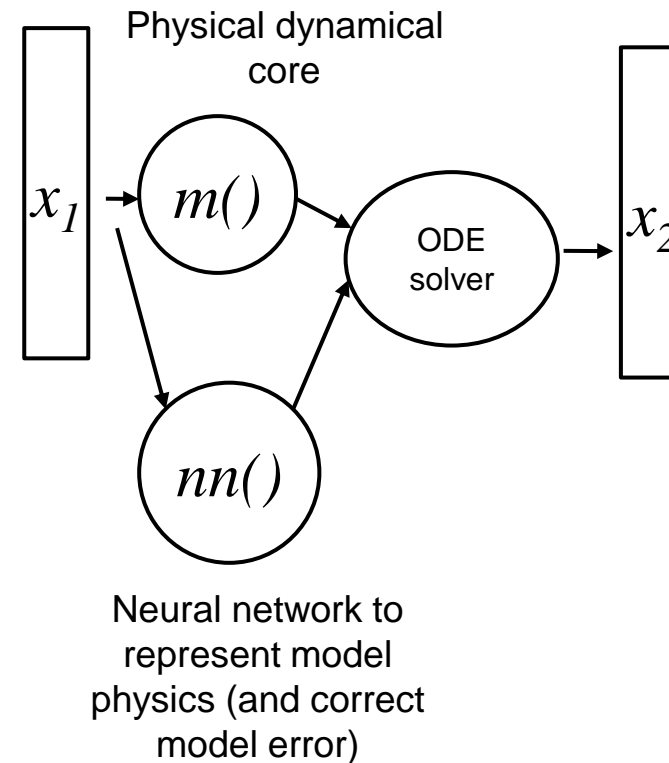 Physical dynamical
core
x1
m()
ODE
solver
x2
nn()
Neural network to
represent model
physics (and correct
model error)